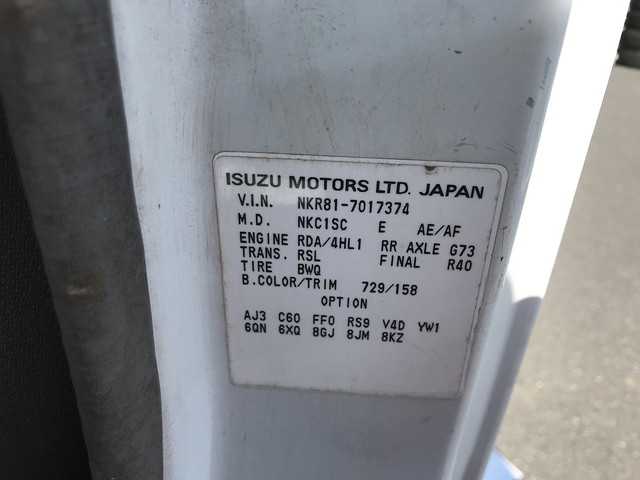 ISUZU MOTORS LTD. JAPAN
V.I.N. NKR81-7017374
M.D. NKC1SC E AE/AF
ENGINE RDA/4HL1 RR AXLE G73
TRANS. RSL FINAL R40
TIRE BWQ
B.COLOR/TRIM 729/158
OPTION
AJ3 C60 FF0 RS9 V4D YW1
6QN 6XQ 8GJ 8JM 8KZ